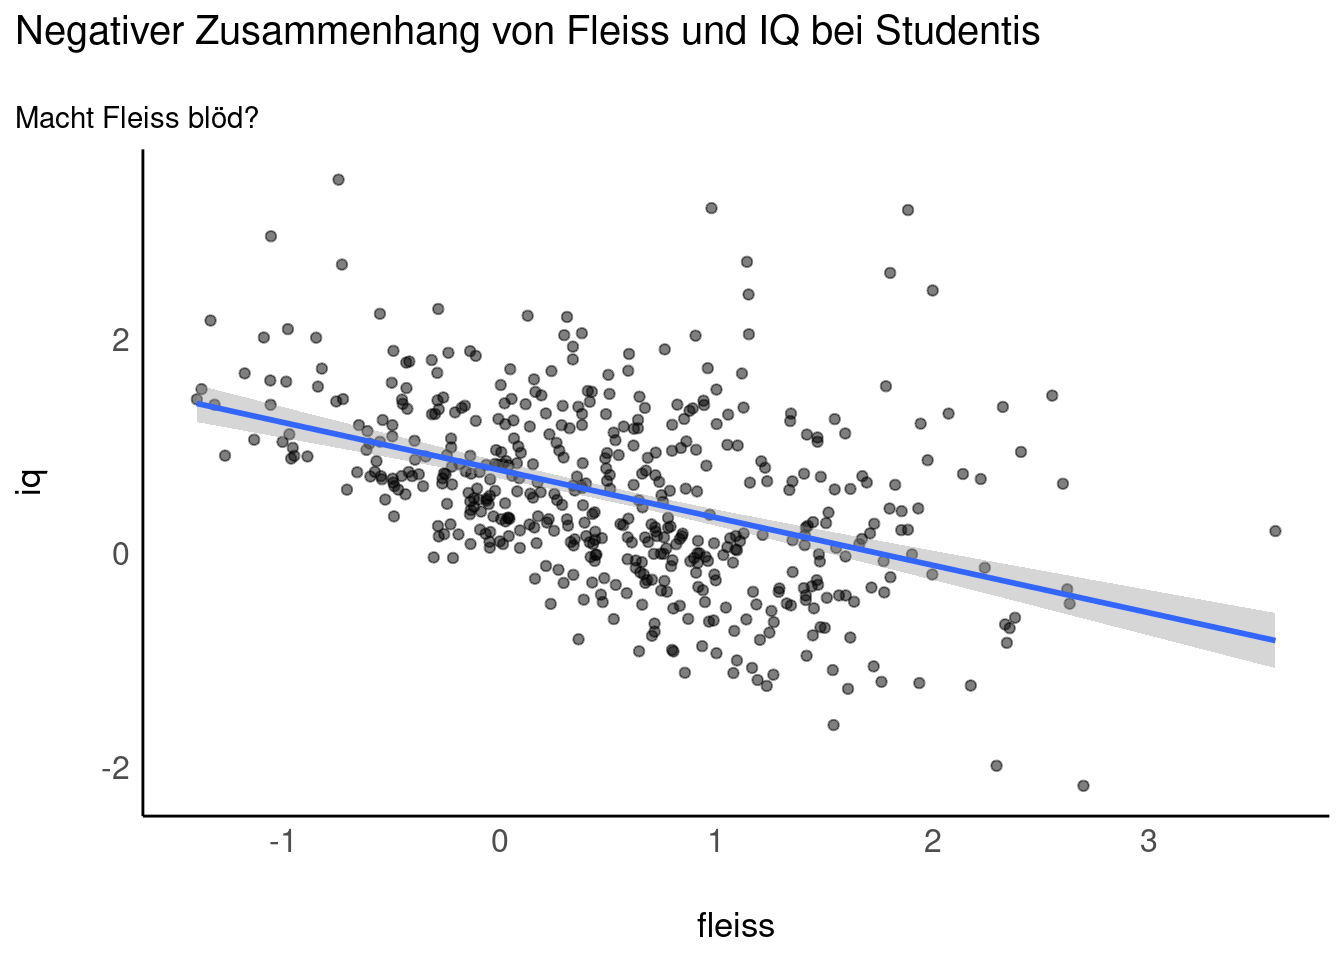 Negativer Zusammenhang von Fleiss und IQ bei Studentis
Macht Fleiss blöd?
iq
2
0
-2
-1 0 1 2 3
fleiss